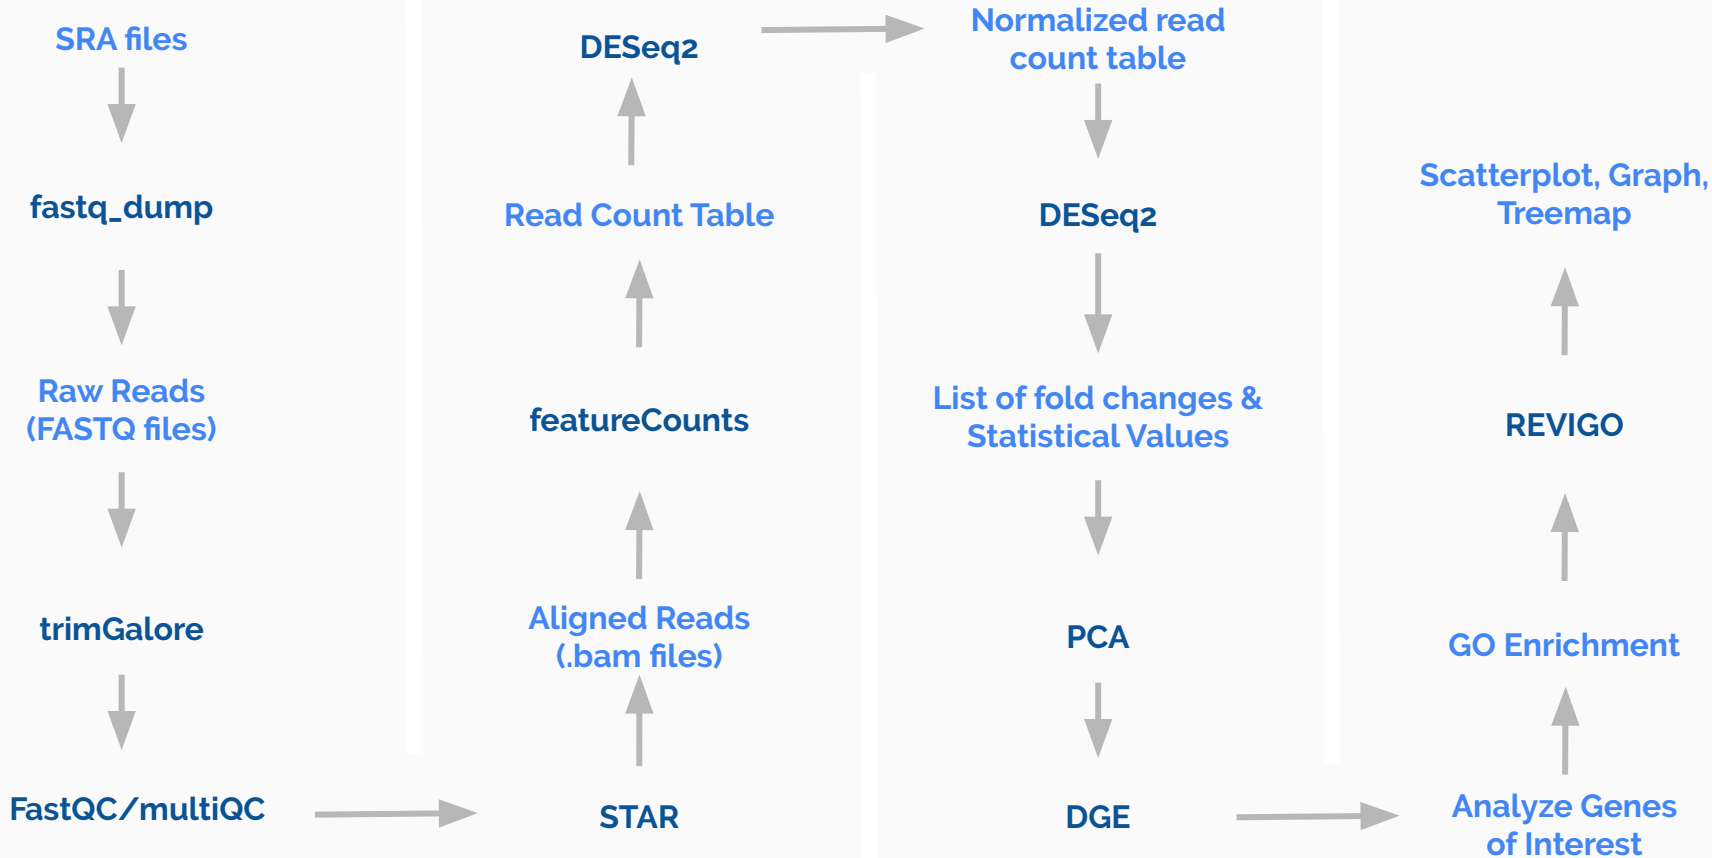 SRA files
fastq_dump
Raw Reads
(FASTQ files)
trimGalore
FastQC/multiQC
STAR
Aligned Reads
(.bam files)
featureCounts
Read Count Table
DESeq2
Normalized read
count table
DESeq2
List of fold changes &
Statistical Values
PCA
DGE
Analyze Genes
of Interest
GO Enrichment
REVIGO
Scatterplot, Graph,
Treemap